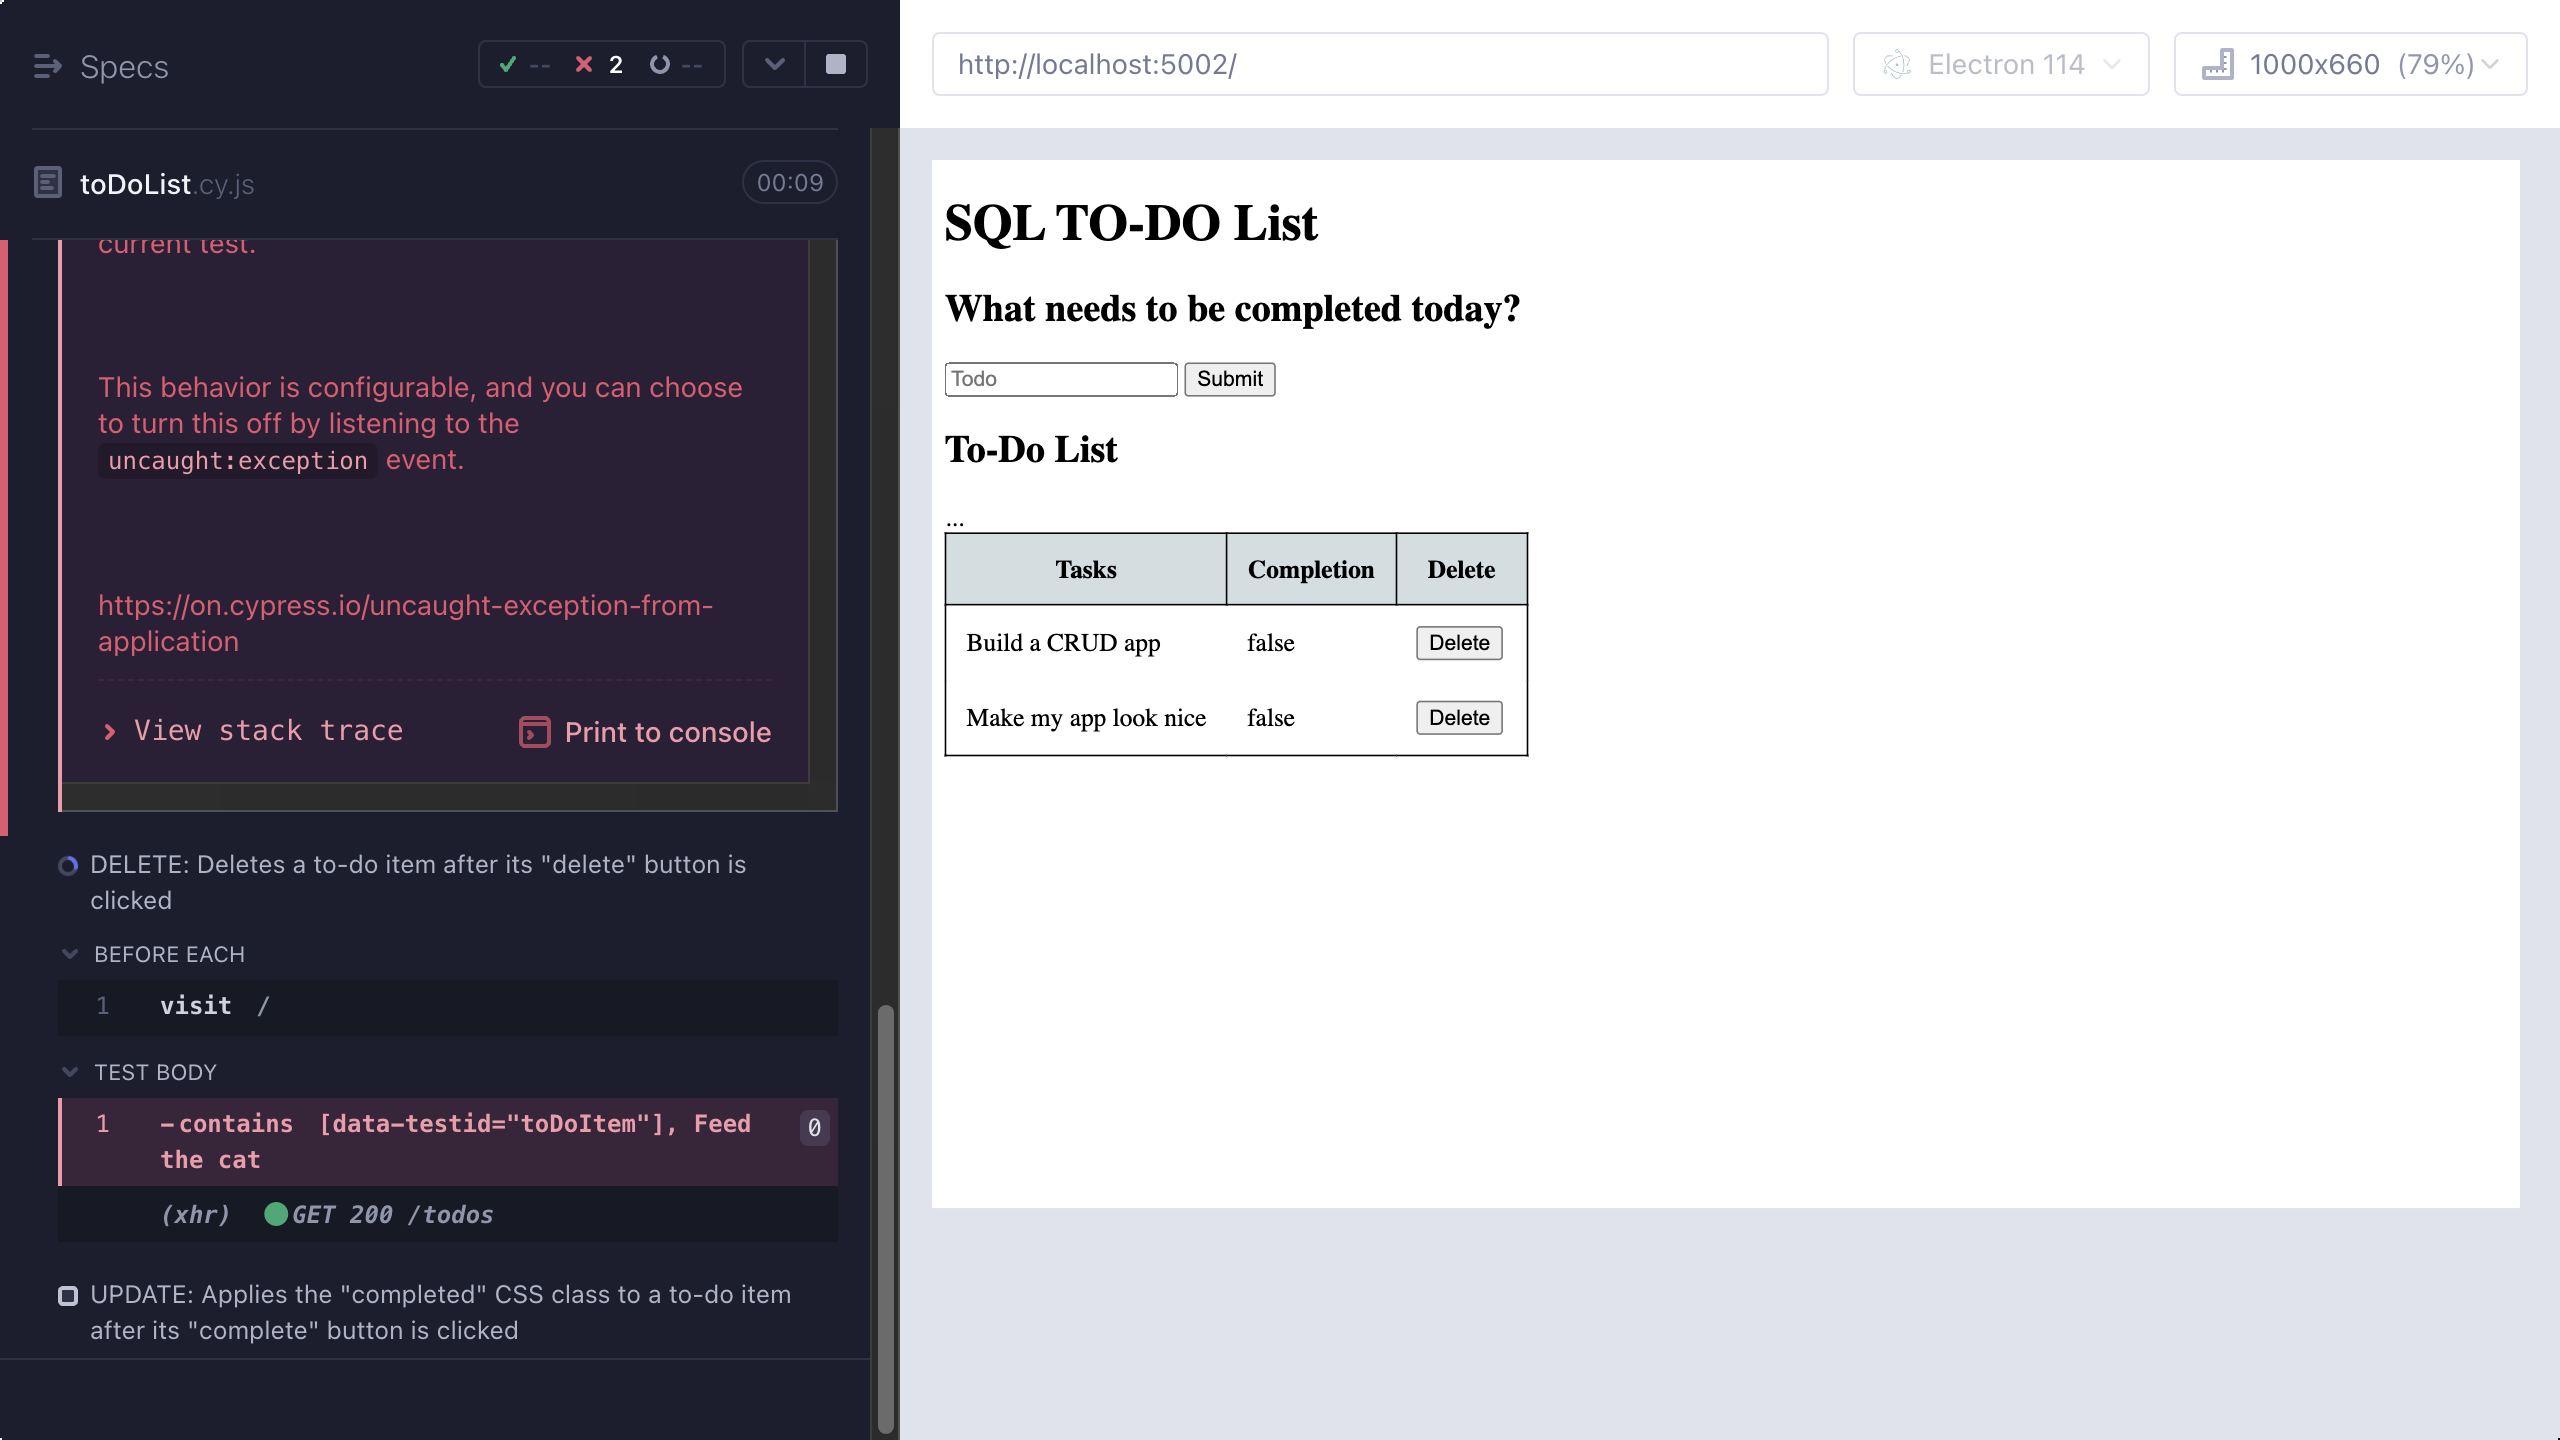 Specs
-- 2 --
toDoList.cy.js
00:09
current test.
This behavior is configurable, and you can choose
to turn this off by listening to the
uncaught:exception event.
https://on.cypress.io/uncaught-exception-from-
application
View stack trace
Print to console
DELETE: Deletes a to-do item after its "delete" button is
clicked
BEFORE EACH
1 visit /
TEST BODY
1 -contains [data-testid="toDoItem"], Feed
the cat
0
(xhr) GET 200 /todos
UPDATE: Applies the "completed" CSS class to a to-do item
after its "complete" button is clicked
http://localhost:5002/
Electron 114
1000x660 (79%)
SQL TO-DO List
What needs to be completed today?
Todo Submit
To-Do List
...
Tasks Completion Delete
Build a CRUD app false Delete
Make my app look nice false Delete